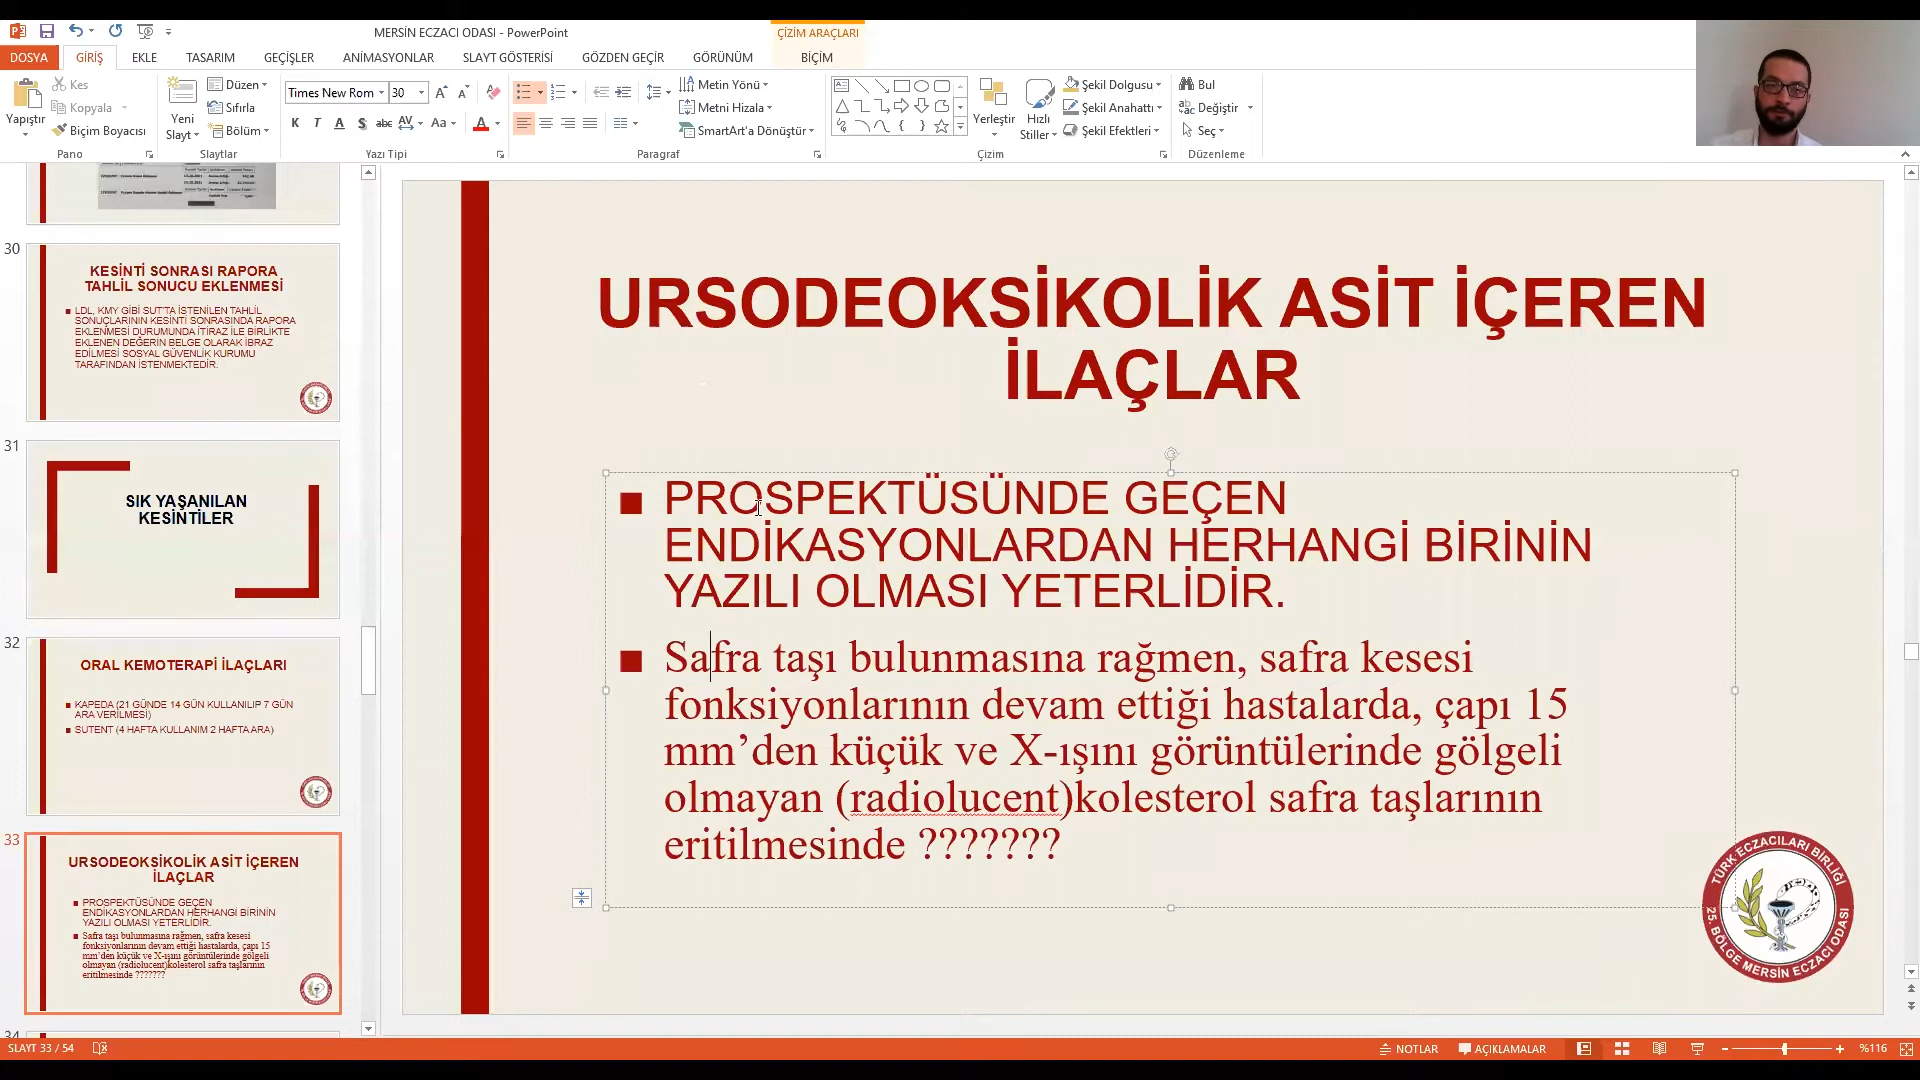 MERSİN ECZACI ODASI - PowerPoint
ÇİZİM ARAÇLARI
DOSYA GİRİŞ EKLE TASARIM GEÇİŞLER ANİMASYONLAR SLAYT GÖSTERİSİ GÖZDEN GEÇİR GÖRÜNÜM BİÇİM
Yapıştır
Kes
Kopyala
Biçim Boyacısı
Pano
Yeni
Slayt
Düzen
Sıfırla
Bölüm
Slaytlar
Times New Rom 30
K T A S abc AV Aa A
Yazı Tipi
Metin Yönü
Metni Hizala
SmartArt'a Dönüştür
Paragraf
Yerleştir
Hızlı
Stiller
Şekil Dolgusu
Şekil Anahattı
Şekil Efektleri
Çizim
Bul
Değiştir
Seç
Düzenleme
30
KESİNTİ SONRASI RAPORA
TAHLİL SONUCU EKLENMESİ
LDL, KMY GİBİ SUT'TA İSTENİLEN TAHLİL
SONUÇLARININ KESİNTİ SONRASINDA RAPORA
EKLENMESİ DURUMUNDA İTİRAZ İLE BİRLİKTE
EKLENEN DEĞERİN BELGE OLARAK İBRAZ
EDİLMESİ SOSYAL GÜVENLİK KURUMU
TARAFINDAN İSTENMEKTEDİR.
31
SIK YAŞANILAN
KESİNTİLER
32
ORAL KEMOTERAPİ İLAÇLARI
KAPEDA (21 GÜNDE 14 GÜN KULLANILIP 7 GÜN
ARA VERİLMESİ)
SUTENT (4 HAFTA KULLANIM 2 HAFTA ARA)
33
URSODEOKSİKOLİK ASİT İÇEREN
İLAÇLAR
PROSPEKTÜSÜNDE GEÇEN
ENDİKASYONLARDAN HERHANGİ BİRİNİN
YAZILI OLMASI YETERLİDİR.
Safra taşı bulunmasına rağmen, safra kesesi
fonksiyonlarının devam ettiği hastalarda, çapı 15
mm’den küçük ve X-ışını görüntülerinde gölgeli
olmayan (radiolucent)kolesterol safra taşlarının
eritilmesinde ???????
34
URSODEOKSİKOLİK ASİT İÇEREN
İLAÇLAR
PROSPEKTÜSÜNDE GEÇEN
ENDİKASYONLARDAN HERHANGİ BİRİNİN
YAZILI OLMASI YETERLİDİR.
Safra taşı bulunmasına rağmen, safra kesesi
fonksiyonlarının devam ettiği hastalarda, çapı 15
mm’den küçük ve X-ışını görüntülerinde gölgeli
olmayan (radiolucent)kolesterol safra taşlarının
eritilmesinde ???????
TÜRK ECZACILARI BİRLİĞİ
25. BÖLGE MERSİN ECZACI ODASI
SLAYT 33 / 54
NOTLAR
AÇIKLAMALAR
%116